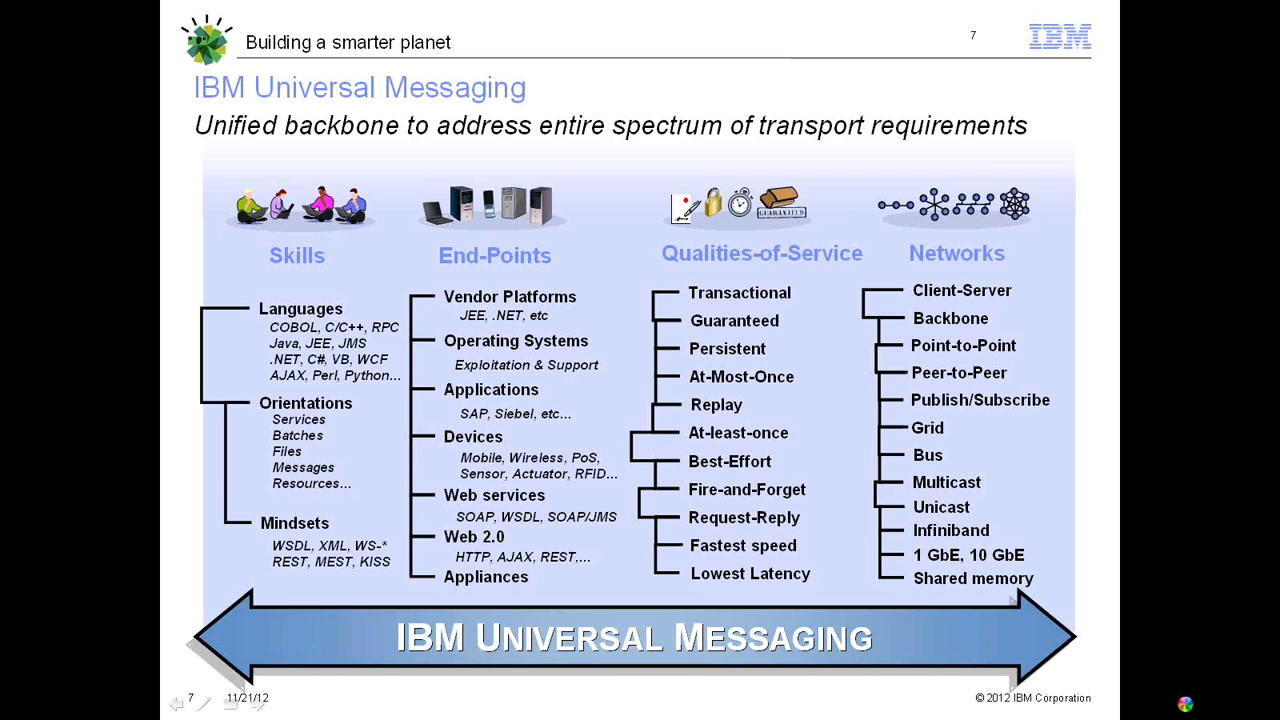 Building a r planet
7
IBM
IBM Universal Messaging
Unified backbone to address entire spectrum of transport requirements
GUARANTEED
Skills
Languages
COBOL, C/C++, RPC
Java, JEE, JMS
.NET, C#, VB, WCF
AJAX, Perl, Python...
Orientations
Services
Batches
Files
Messages
Resources...
Mindsets
WSDL, XML, WS-*
REST, MEST, KISS
End-Points
Vendor Platforms
JEE, .NET, etc
Operating Systems
Exploitation & Support
Applications
SAP, Siebel, etc...
Devices
Mobile, Wireless, PoS,
Sensor, Actuator, RFID...
Web services
SOAP, WSDL, SOAP/JMS
Web 2.0
HTTP, AJAX, REST,...
Appliances
Qualities-of-Service
Transactional
Guaranteed
Persistent
At-Most-Once
Replay
At-least-once
Best-Effort
Fire-and-Forget
Request-Reply
Fastest speed
Lowest Latency
Networks
Client-Server
Backbone
Point-to-Point
Peer-to-Peer
Publish/Subscribe
Grid
Bus
Multicast
Unicast
Infiniband
1 GbE, 10 GbE
Shared memory
IBM UNIVERSAL MESSAGING
7
11/21/12
© 2012 IBM Corporation